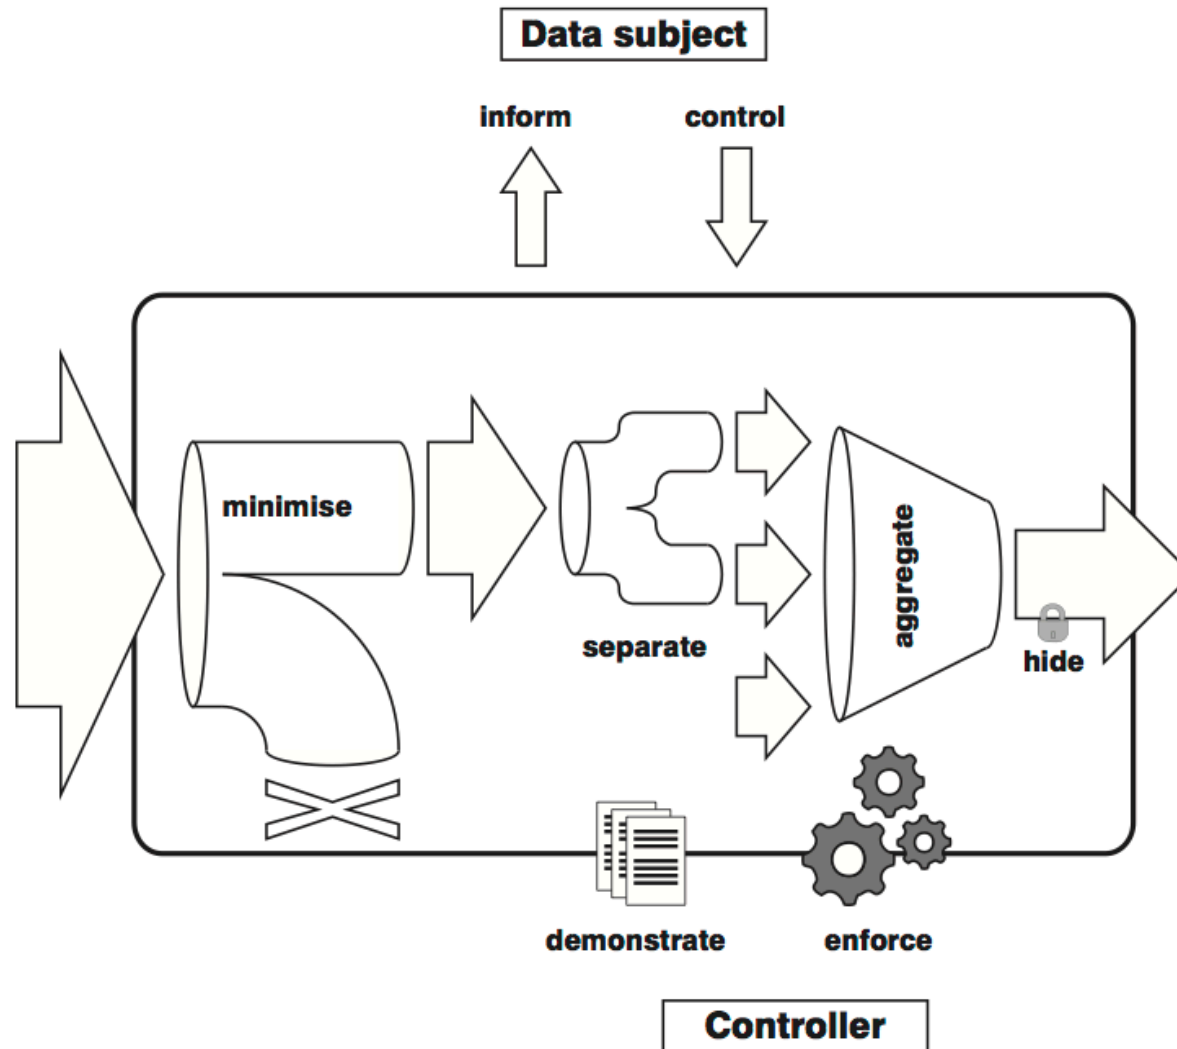 Data subject
inform
control
minimise
separate
aggregate
hide
demonstrate
enforce
Controller